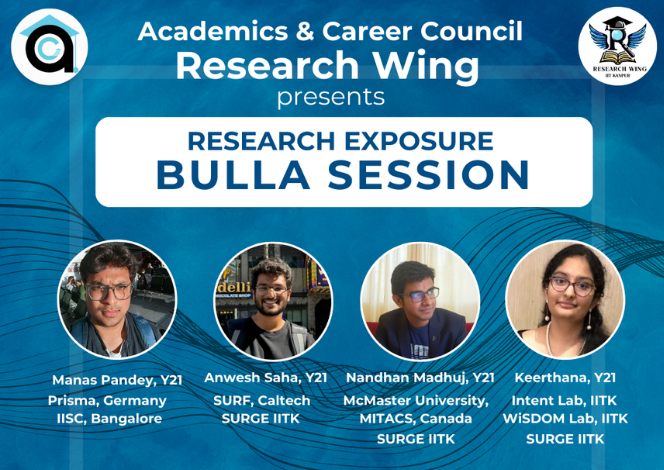 Academics & Career Council
Research Wing
presents
RESEARCH WING
IIT KANPUR
RESEARCH EXPOSURE
BULLA SESSION
delli
Manas Pandey, Y21
Prisma, Germany
IISC, Bangalore
Anwesh Saha, Y21
SURF, Caltech
SURGE IITK
Nandhan Madhuj, Y21
McMaster University,
MITACS, Canada
SURGE IITK
Keerthana, Y21
Intent Lab, IITK
WiSDOM Lab, IITK
SURGE IITK